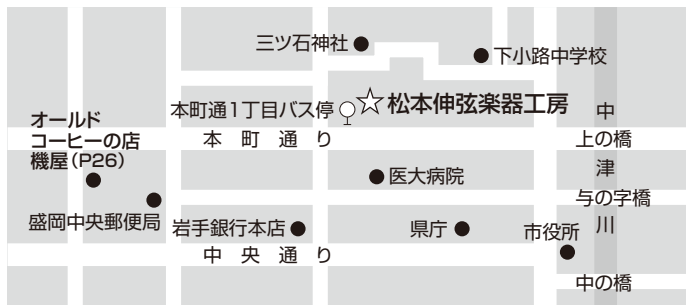 三ツ石神社
下小路中学校
本町通1丁目バス停
松本伸弦楽器工房
オールド
コーヒーの店
機屋(P26)
本町通り
上の橋
中津川
医大病院
与の字橋
盛岡中央郵便局
岩手銀行本店
県庁
市役所
中央通り
中の橋